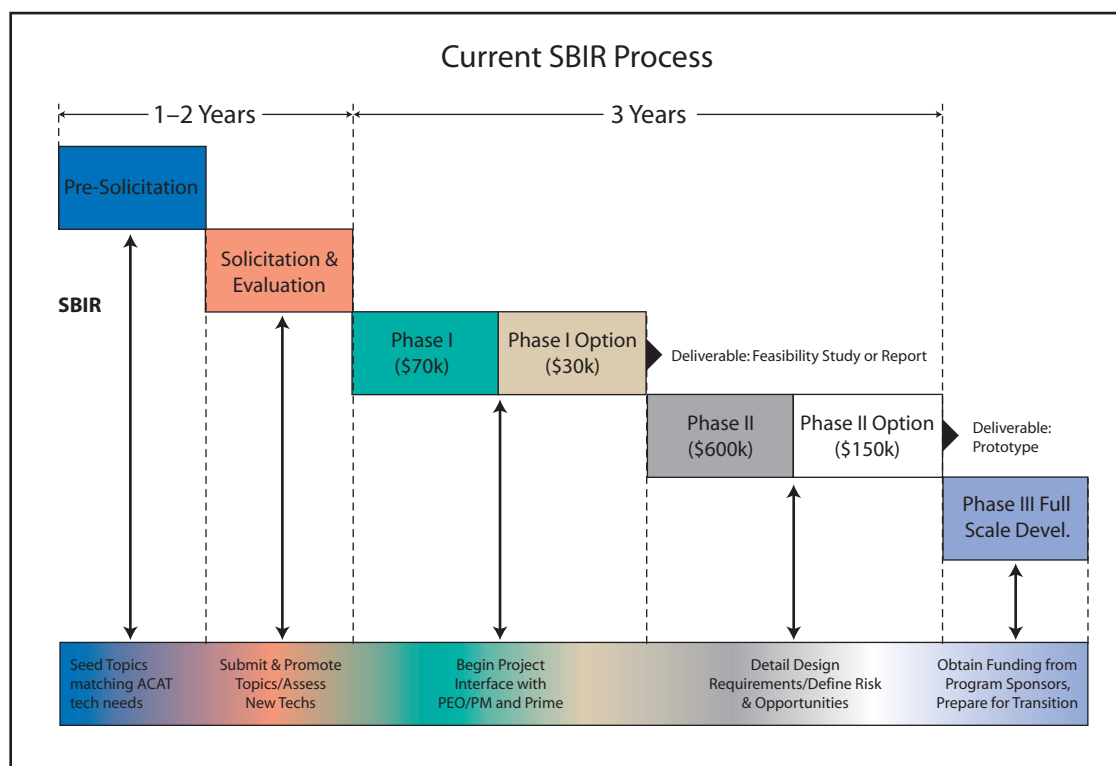 Current SBIR Process
1–2 Years
3 Years
Pre-Solicitation
Solicitation &
Evaluation
SBIR
Phase I
($70k)
Phase I Option
($30k)
Deliverable: Feasibility Study or Report
Phase II
($600k)
Phase II Option
($150k)
Deliverable:
Prototype
Phase III Full
Scale Devel.
Seed Topics
matching ACAT
tech needs
Submit & Promote
Topics/Assess
New Techs
Begin Project
Interface with
PEO/PM and Prime
Detail Design
Requirements/Define Risk
& Opportunities
Obtain Funding from
Program Sponsors,
Prepare for Transition